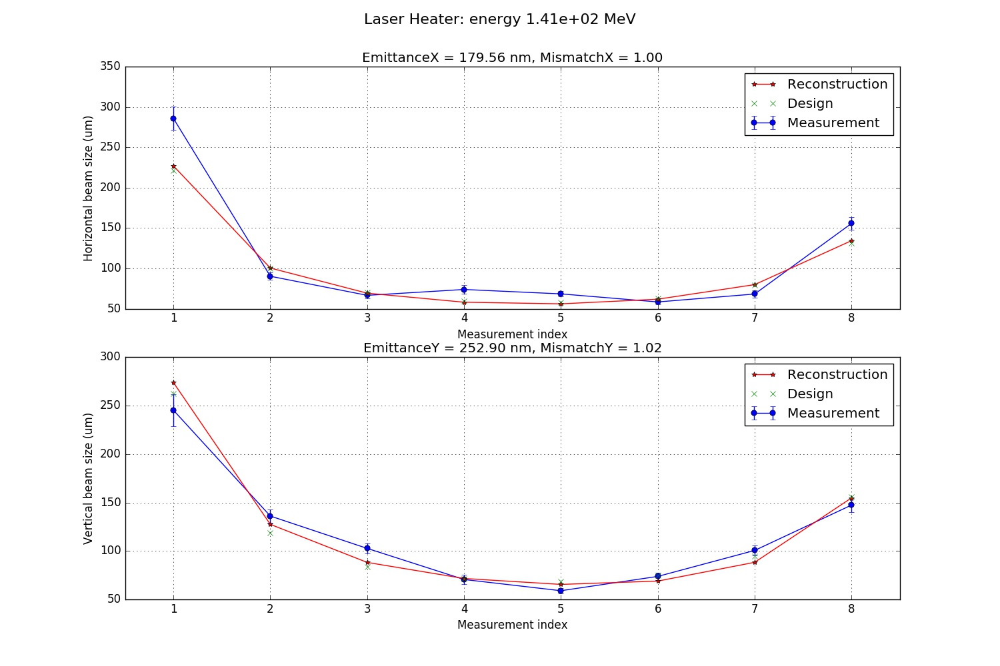 Laser Heater: energy 1.41e+02 MeV
EmittanceX = 179.56 nm, MismatchX = 1.00
350
300
250
200
150
100
50
Horizontal beam size (um)
Reconstruction
Design
Measurement
1 2 3 4 5 6 7 8
Measurement index
EmittanceY = 252.90 nm, MismatchY = 1.02
300
250
200
150
100
50
Vertical beam size (um)
Reconstruction
Design
Measurement
1 2 3 4 5 6 7 8
Measurement index